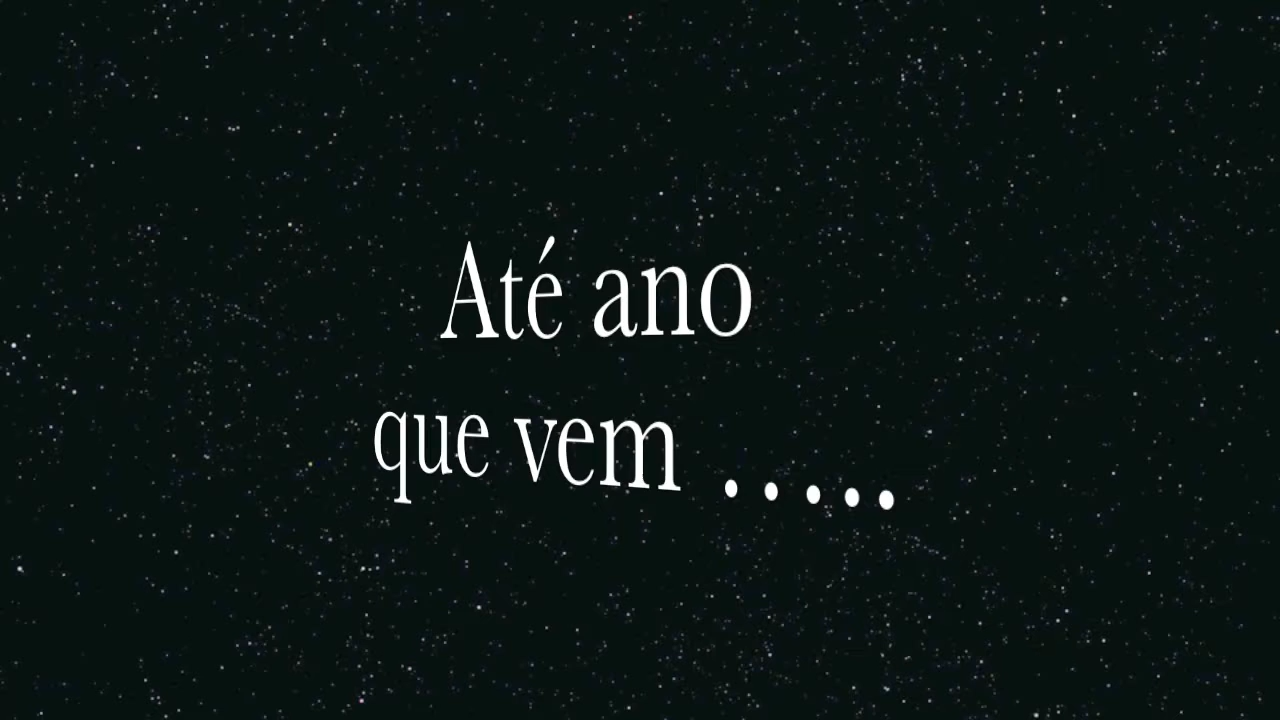 Até ano
que vem .....